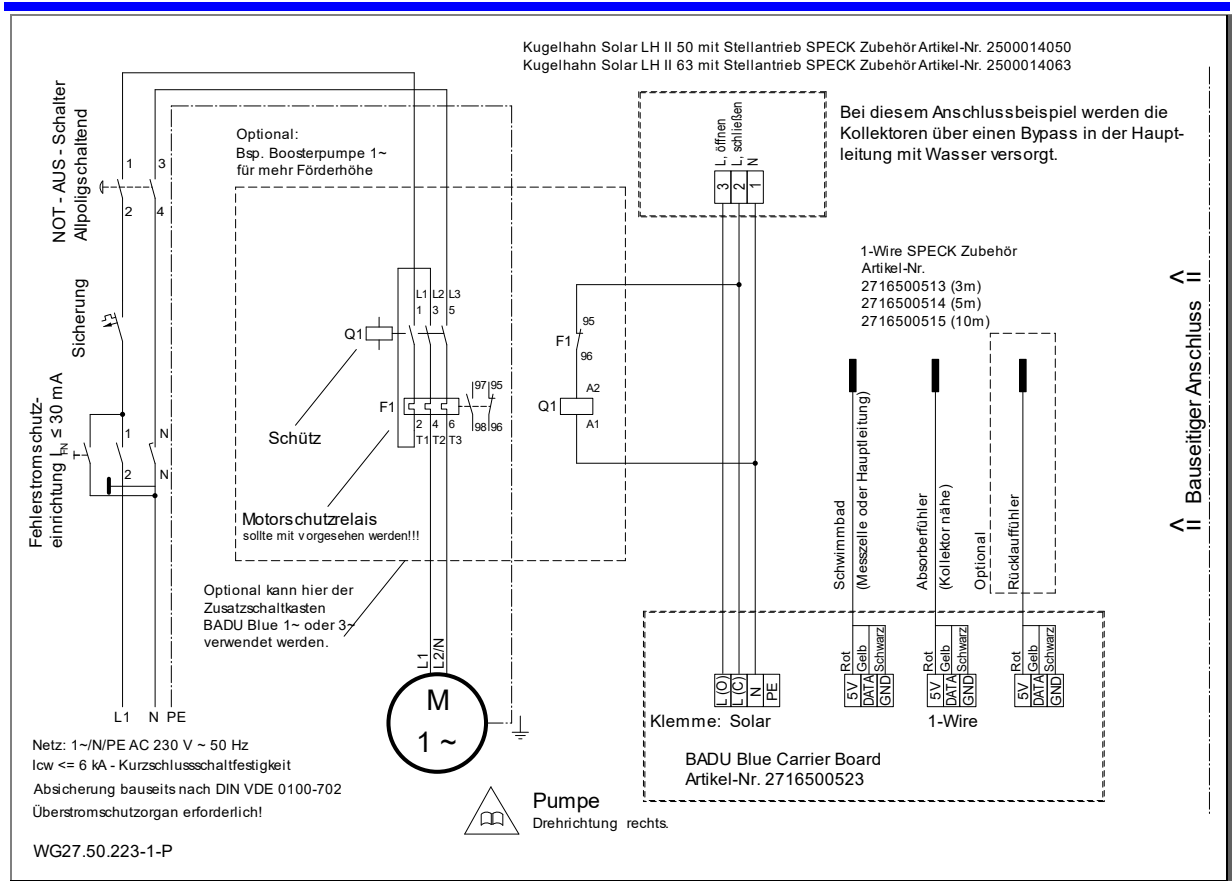 Kugelhahn Solar LH II 50 mit Stellantrieb SPECK Zubehör Artikel-Nr. 2500014050
Kugelhahn Solar LH II 63 mit Stellantrieb SPECK Zubehör Artikel-Nr. 2500014063
NOT - AUS - Schalter
Allpoligschaltend
1
3
2
4
Sicherung
Fehlerstromschutz-
einrichtung I FN ≤ 30 mA
1
N
2
N
L1 N PE
Netz: 1~/N/PE AC 230 V ~ 50 Hz
Icw <= 6 kA - Kurzschlussschaltfestigkeit
Absicherung bauseits nach DIN VDE 0100-702
Überstromschutzorgan erforderlich!
WG27.50.223-1-P
Optional:
Bsp. Boosterpumpe 1~
für mehr Förderhöhe
L1 L2 L3
1 3 5
Q1
F1
97 95
98 96
2 4 6
T1 T2 T3
Schütz
Motorschutzrelais
sollte mit vorgesehen werden!!!
Optional kann hier der
Zusatzschaltkasten
BADU Blue 1~ oder 3~
verwendet werden.
L1
L2/N
M
1 ~
Pumpe
Drehrichtung rechts.
95
F1
96
A2
Q1
A1
L, öffnen
L, schließen
N
3
2
1
Bei diesem Anschlussbeispiel werden die
Kollektoren über einen Bypass in der Haupt-
leitung mit Wasser versorgt.
1-Wire SPECK Zubehör
Artikel-Nr.
2716500513 (3m)
2716500514 (5m)
2716500515 (10m)
Schwimmbad
(Messzelle oder Hauptleitung)
Absorberfühler
(Kollektor nähe)
Optional
Rücklauffühler
L (O)
L (C)
N
PE
Klemme: Solar
Rot
Gelb
Schwarz
5V
DATA
GND
Rot
Gelb
Schwarz
5V
DATA
GND
Rot
Gelb
Schwarz
5V
DATA
GND
1-Wire
BADU Blue Carrier Board
Artikel-Nr. 2716500523
<= Bauseitiger Anschluss <=